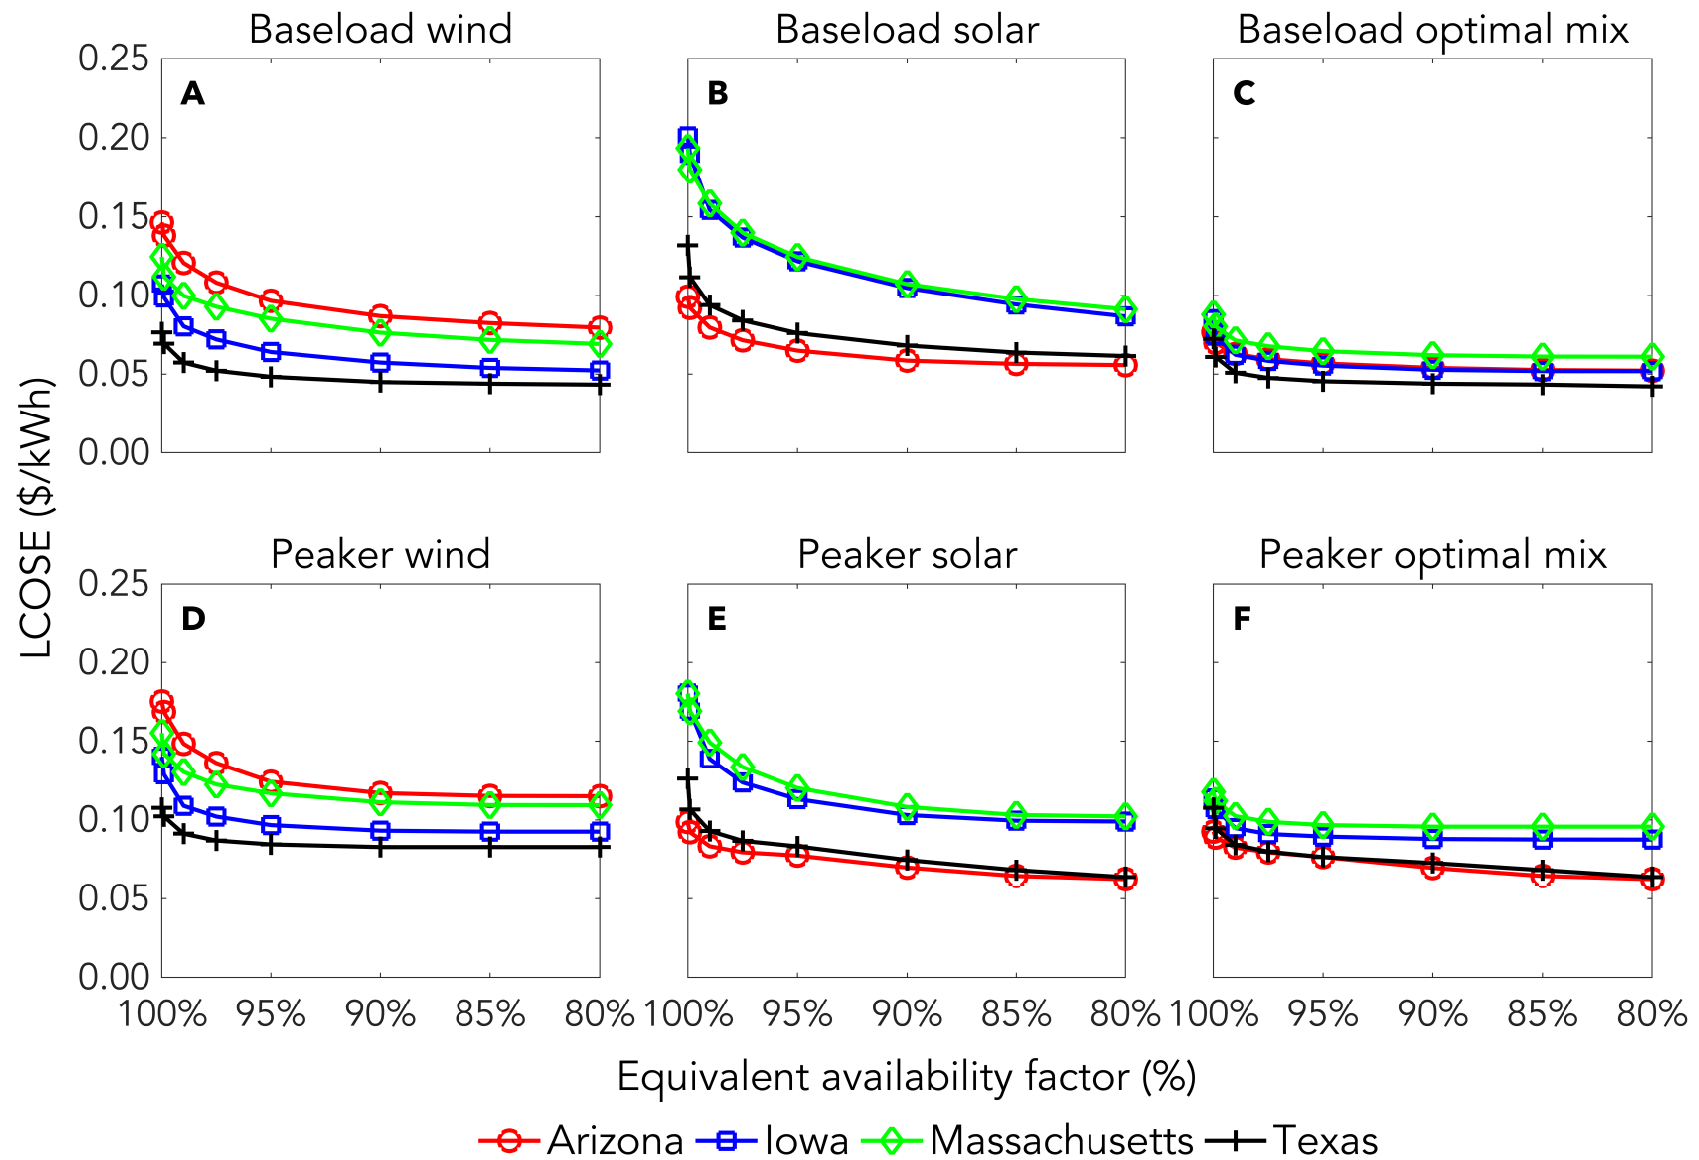 Baseload wind
Baseload solar
Baseload optimal mix
0.25
0.20
0.15
0.10
0.05
0.00
A
B
C
LCOSE ($/kWh)
Peaker wind
Peaker solar
Peaker optimal mix
0.25
0.20
0.15
0.10
0.05
0.00
D
E
F
100% 95% 90% 85% 80%
100% 95% 90% 85% 80%
100% 95% 90% 85% 80%
Equivalent availability factor (%)
Arizona Iowa Massachusetts Texas